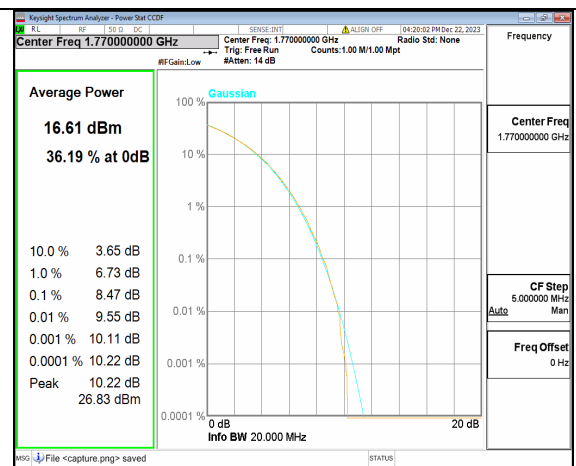 Keysight Spectrum Analyzer - Power Stat CCDF
RL RF 50 Ω DC SENSE:INT ALIGN OFF 04:20:02 PM Dec 22, 2023
Center Freq 1.770000000 GHz
Center Freq: 1.770000000 GHz Radio Std: None
Trig: Free Run Counts:1.00 M/1.00 Mpt
#IFGain:Low #Atten: 14 dB
Frequency
Average Power
16.61 dBm
36.19 % at 0dB
10.0 % 3.65 dB
1.0 % 6.73 dB
0.1 % 8.47 dB
0.01 % 9.55 dB
0.001 % 10.11 dB
0.0001 % 10.22 dB
Peak 10.22 dB
26.83 dBm
Gaussian
100 %
10 %
1 %
0.1 %
0.01 %
0.001 %
0.0001 %
0 dB 20 dB
Info BW 20.000 MHz
Center Freq
1.770000000 GHz
CF Step
5.000000 MHz
Auto Man
Freq Offset
0 Hz
MSG File <capture.png> saved STATUS